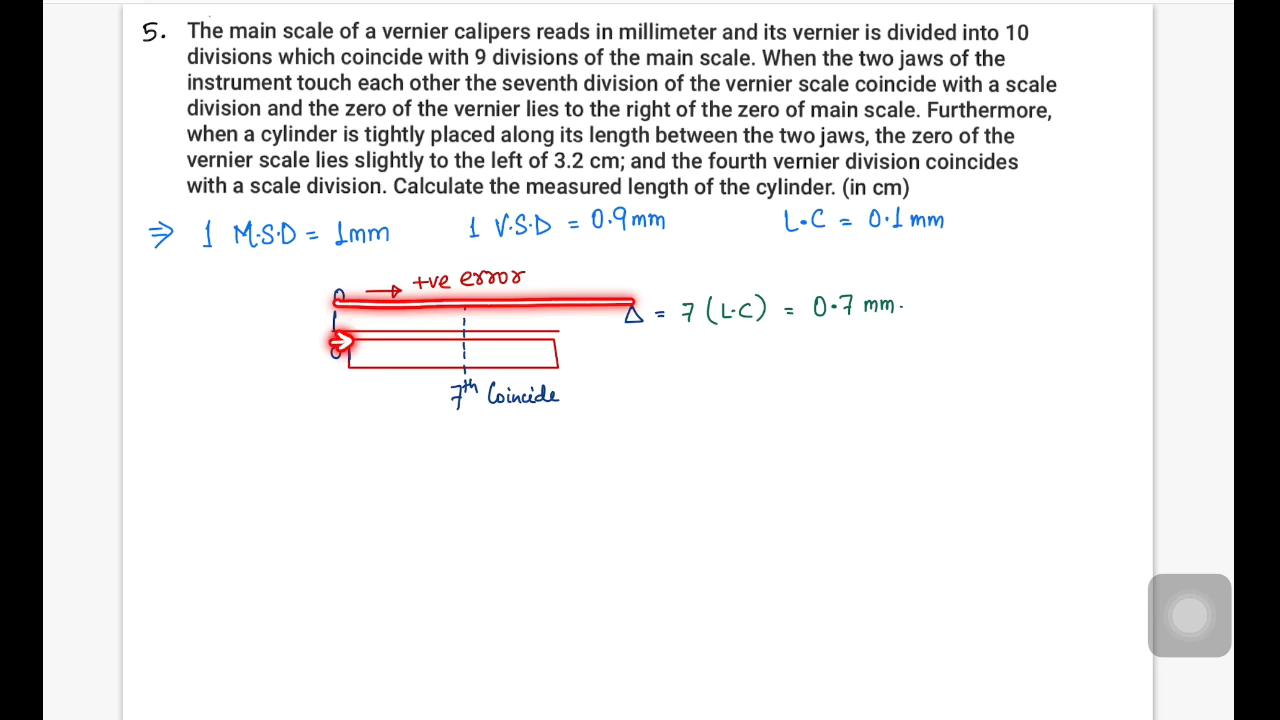 5. The main scale of a vernier calipers reads in millimeter and its vernier is divided into 10
divisions which coincide with 9 divisions of the main scale. When the two jaws of the
instrument touch each other the seventh division of the vernier scale coincide with a scale
division and the zero of the vernier lies to the right of the zero of main scale. Furthermore,
when a cylinder is tightly placed along its length between the two jaws, the zero of the
vernier scale lies slightly to the left of 3.2 cm; and the fourth vernier division coincides
with a scale division. Calculate the measured length of the cylinder. (in cm)
⇒ 1 M.S.D = 1mm 1 V.S.D = 0.9mm L.C = 0.1mm
0 → +ve error
Δ = 7 (L.C) = 0.7 mm.
0
7th Coincide